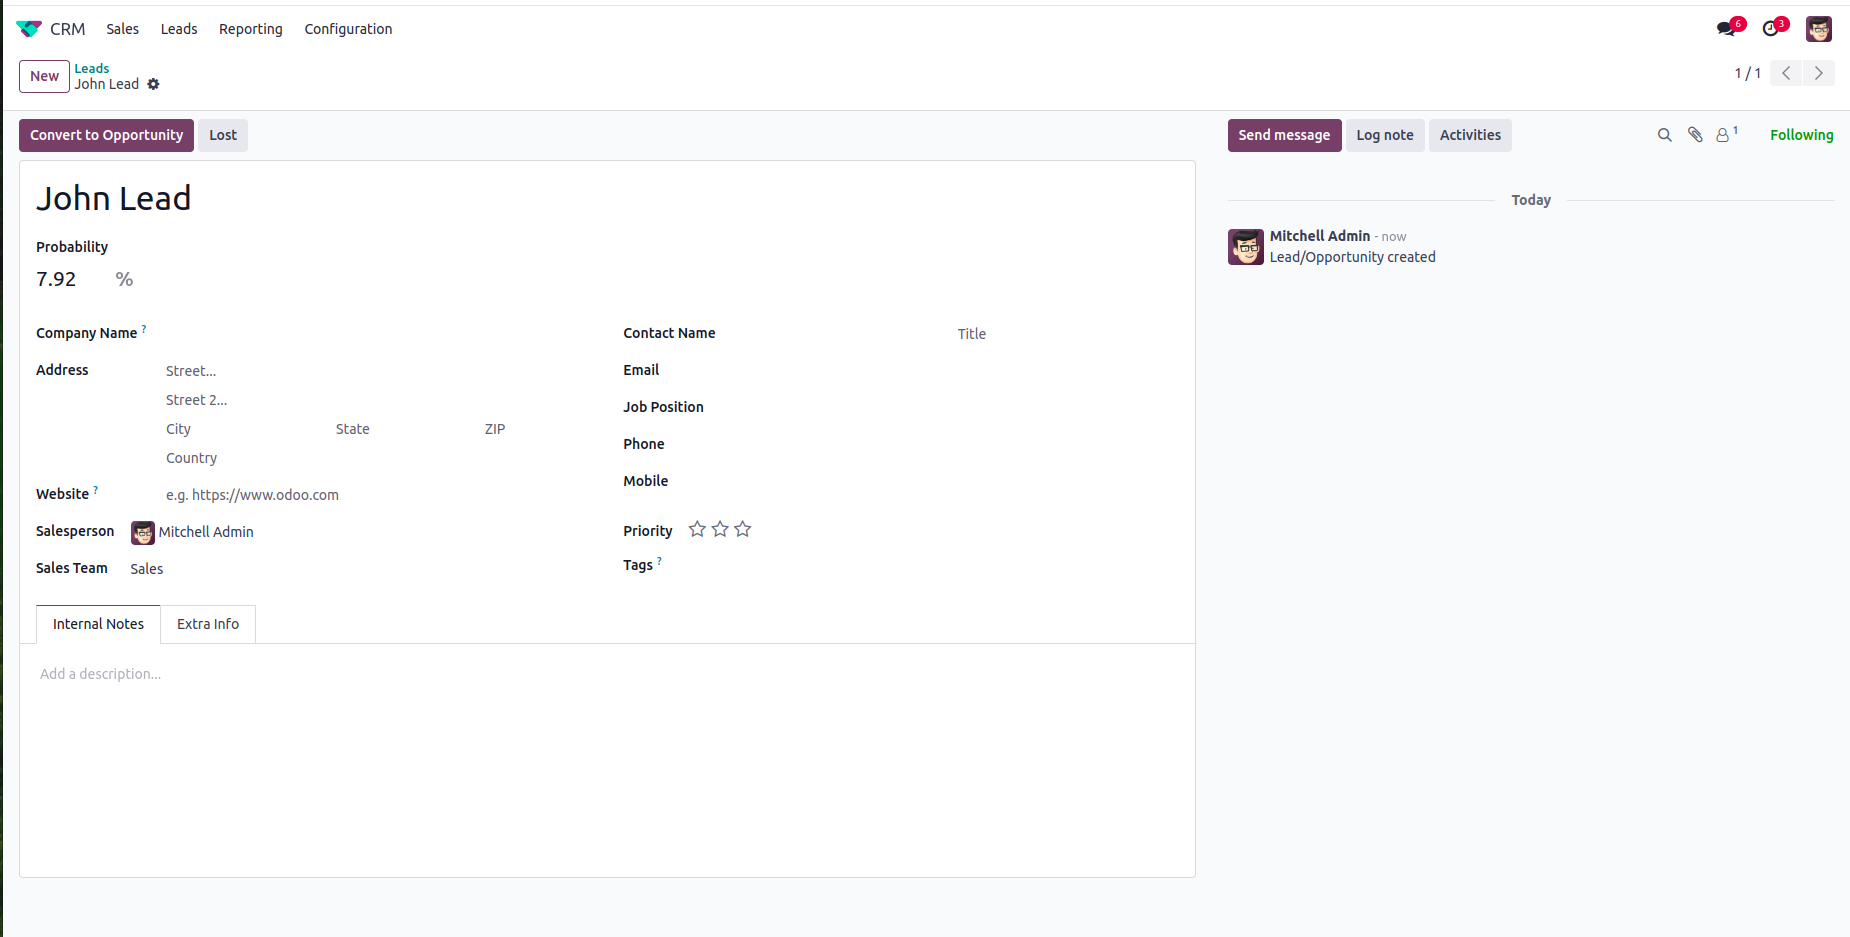 CRM Sales Leads Reporting Configuration 6 3
New Leads
John Lead 1 / 1
Convert to Opportunity Lost Send message Log note Activities 1 Following
John Lead
Today
Probability
Mitchell Admin - now
Lead/Opportunity created
7.92 %
Company Name ? Contact Name Title
Address Street... Email
Street 2...
Job Position
City State ZIP
Phone
Country
Mobile
Website ? e.g. https://www.odoo.com
Salesperson Mitchell Admin Priority
Sales Team Sales Tags ?
Internal Notes Extra Info
Add a description...